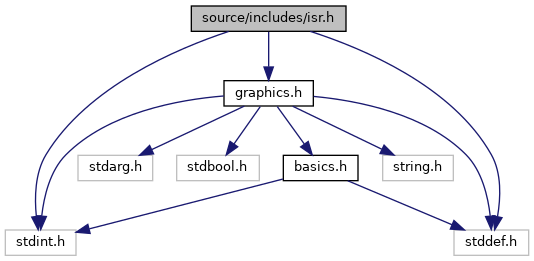 source/includes/isr.h
graphics.h
stdarg.h
stdbool.h
basics.h
string.h
stdint.h
stddef.h